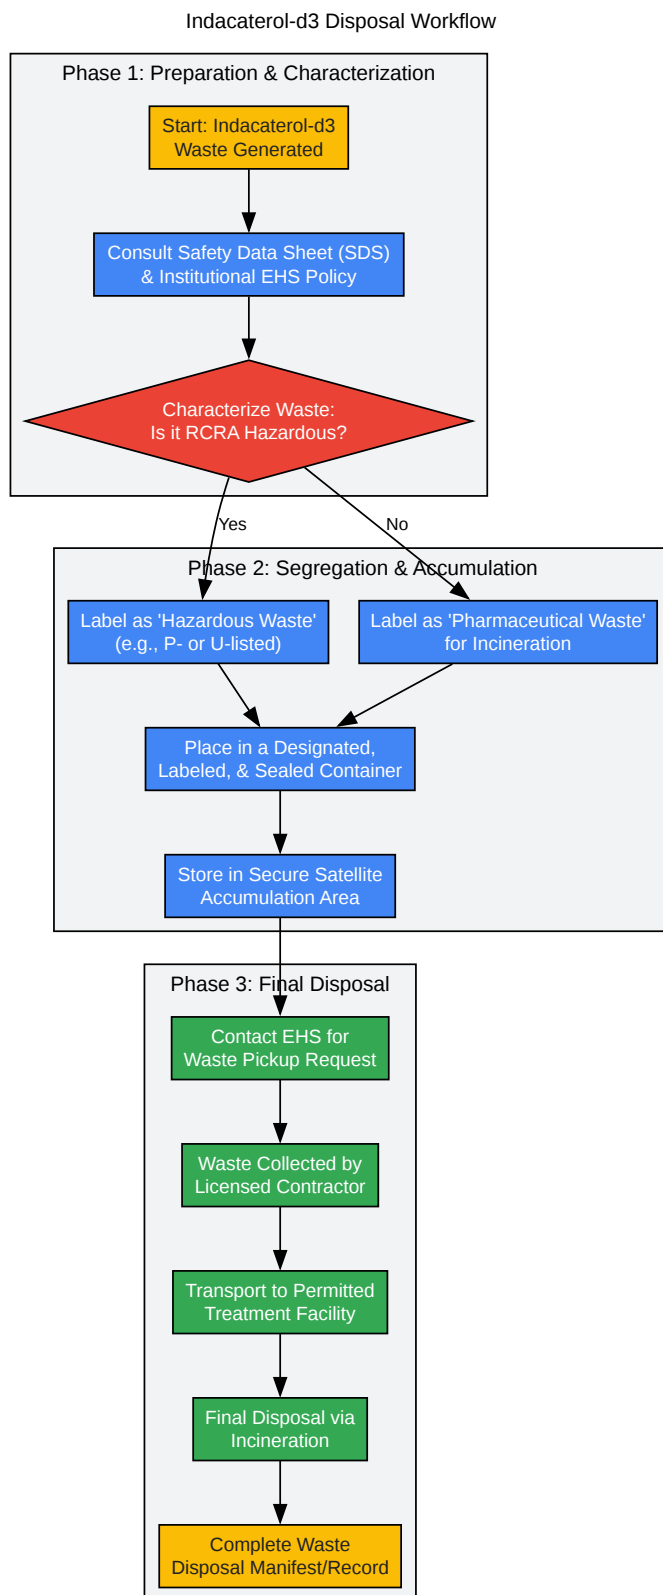 Indacaterol-d3 Disposal Workflow
Phase 1: Preparation & Characterization
Start: Indacaterol-d3
Waste Generated
Consult Safety Data Sheet (SDS)
& Institutional EHS Policy
Characterize Waste:
Is it RCRA Hazardous?
Yes
No
Phase 2: Segregation & Accumulation
Label as 'Hazardous Waste'
(e.g., P- or U-listed)
Label as 'Pharmaceutical Waste'
for Incineration
Place in a Designated,
Labeled, & Sealed Container
Store in Secure Satellite
Accumulation Area
Phase 3: Final Disposal
Contact EHS for
Waste Pickup Request
Waste Collected by
Licensed Contractor
Transport to Permitted
Treatment Facility
Final Disposal via
Incineration
Complete Waste
Disposal Manifest/Record